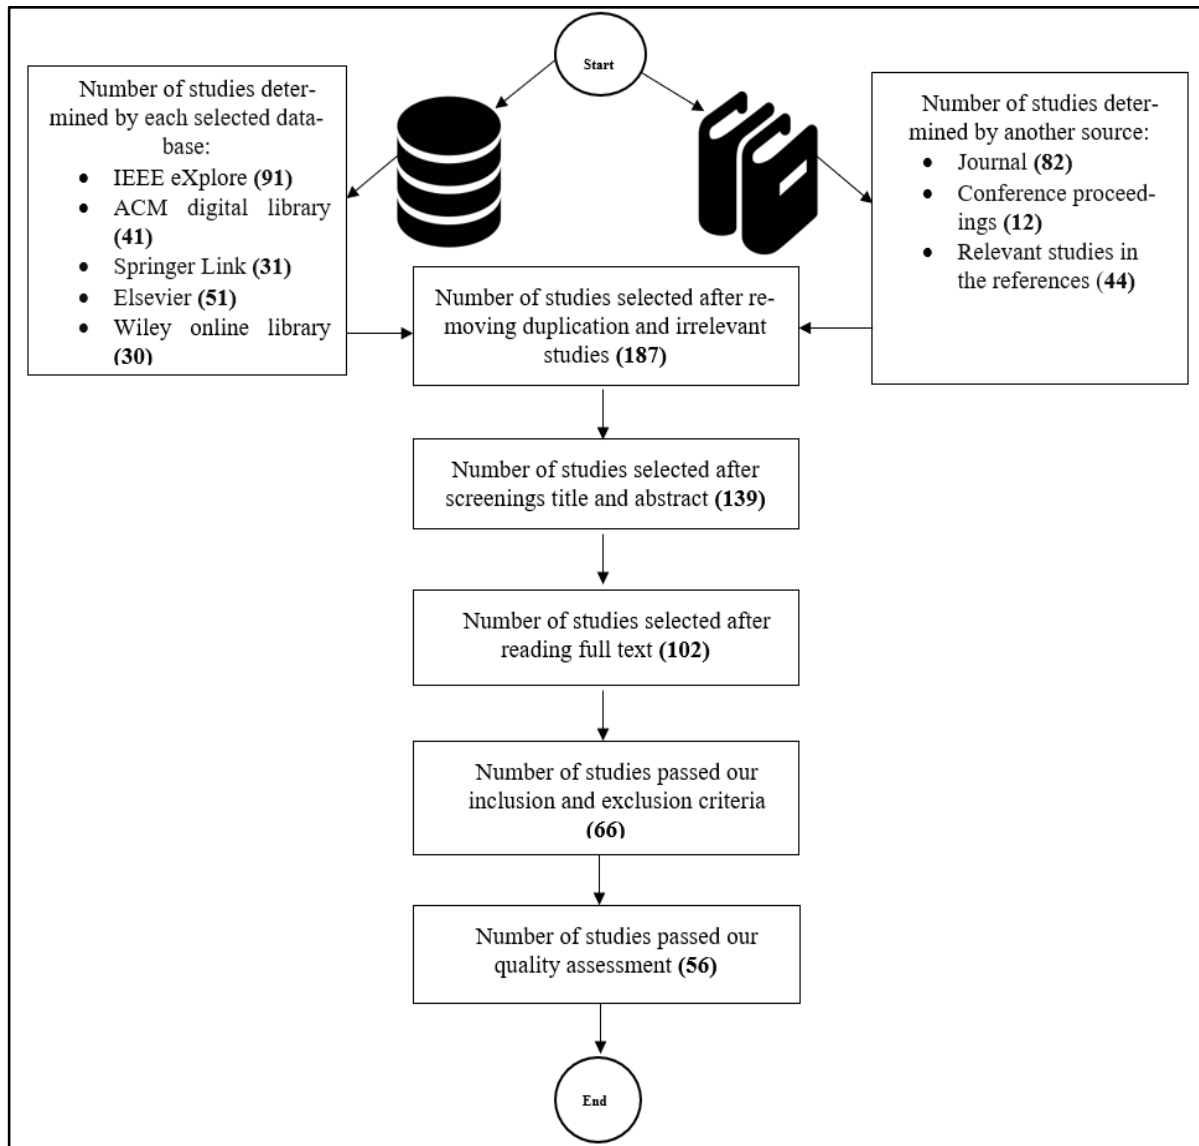 Start
Number of studies deter-
mined by each selected data-
base:
• IEEE eXplore (91)
• ACM digital library
(41)
• Springer Link (31)
• Elsevier (51)
• Wiley online library
(30)
Number of studies deter-
mined by another source:
• Journal (82)
• Conference proceed-
ings (12)
• Relevant studies in
the references (44)
Number of studies selected after re-
moving duplication and irrelevant
studies (187)
Number of studies selected after
screenings title and abstract (139)
Number of studies selected after
reading full text (102)
Number of studies passed our
inclusion and exclusion criteria
(66)
Number of studies passed our
quality assessment (56)
End